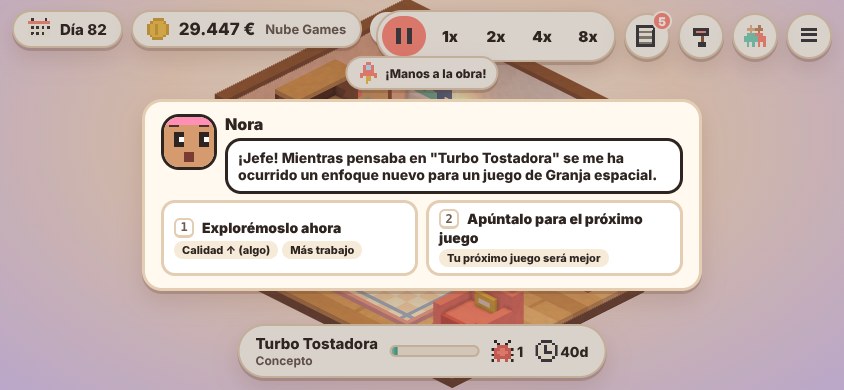 Día 82
29.447 €
Nube Games
1x
2x
4x
8x
5
¡Manos a la obra!
Nora
¡Jefe! Mientras pensaba en "Turbo Tostadora" se me ha
ocurrido un enfoque nuevo para un juego de Granja espacial.
1 Explorémoslo ahora
Calidad ↑ (algo)
Más trabajo
2 Apúntalo para el próximo
juego
Tu próximo juego será mejor
Turbo Tostadora
Concepto
1
40d